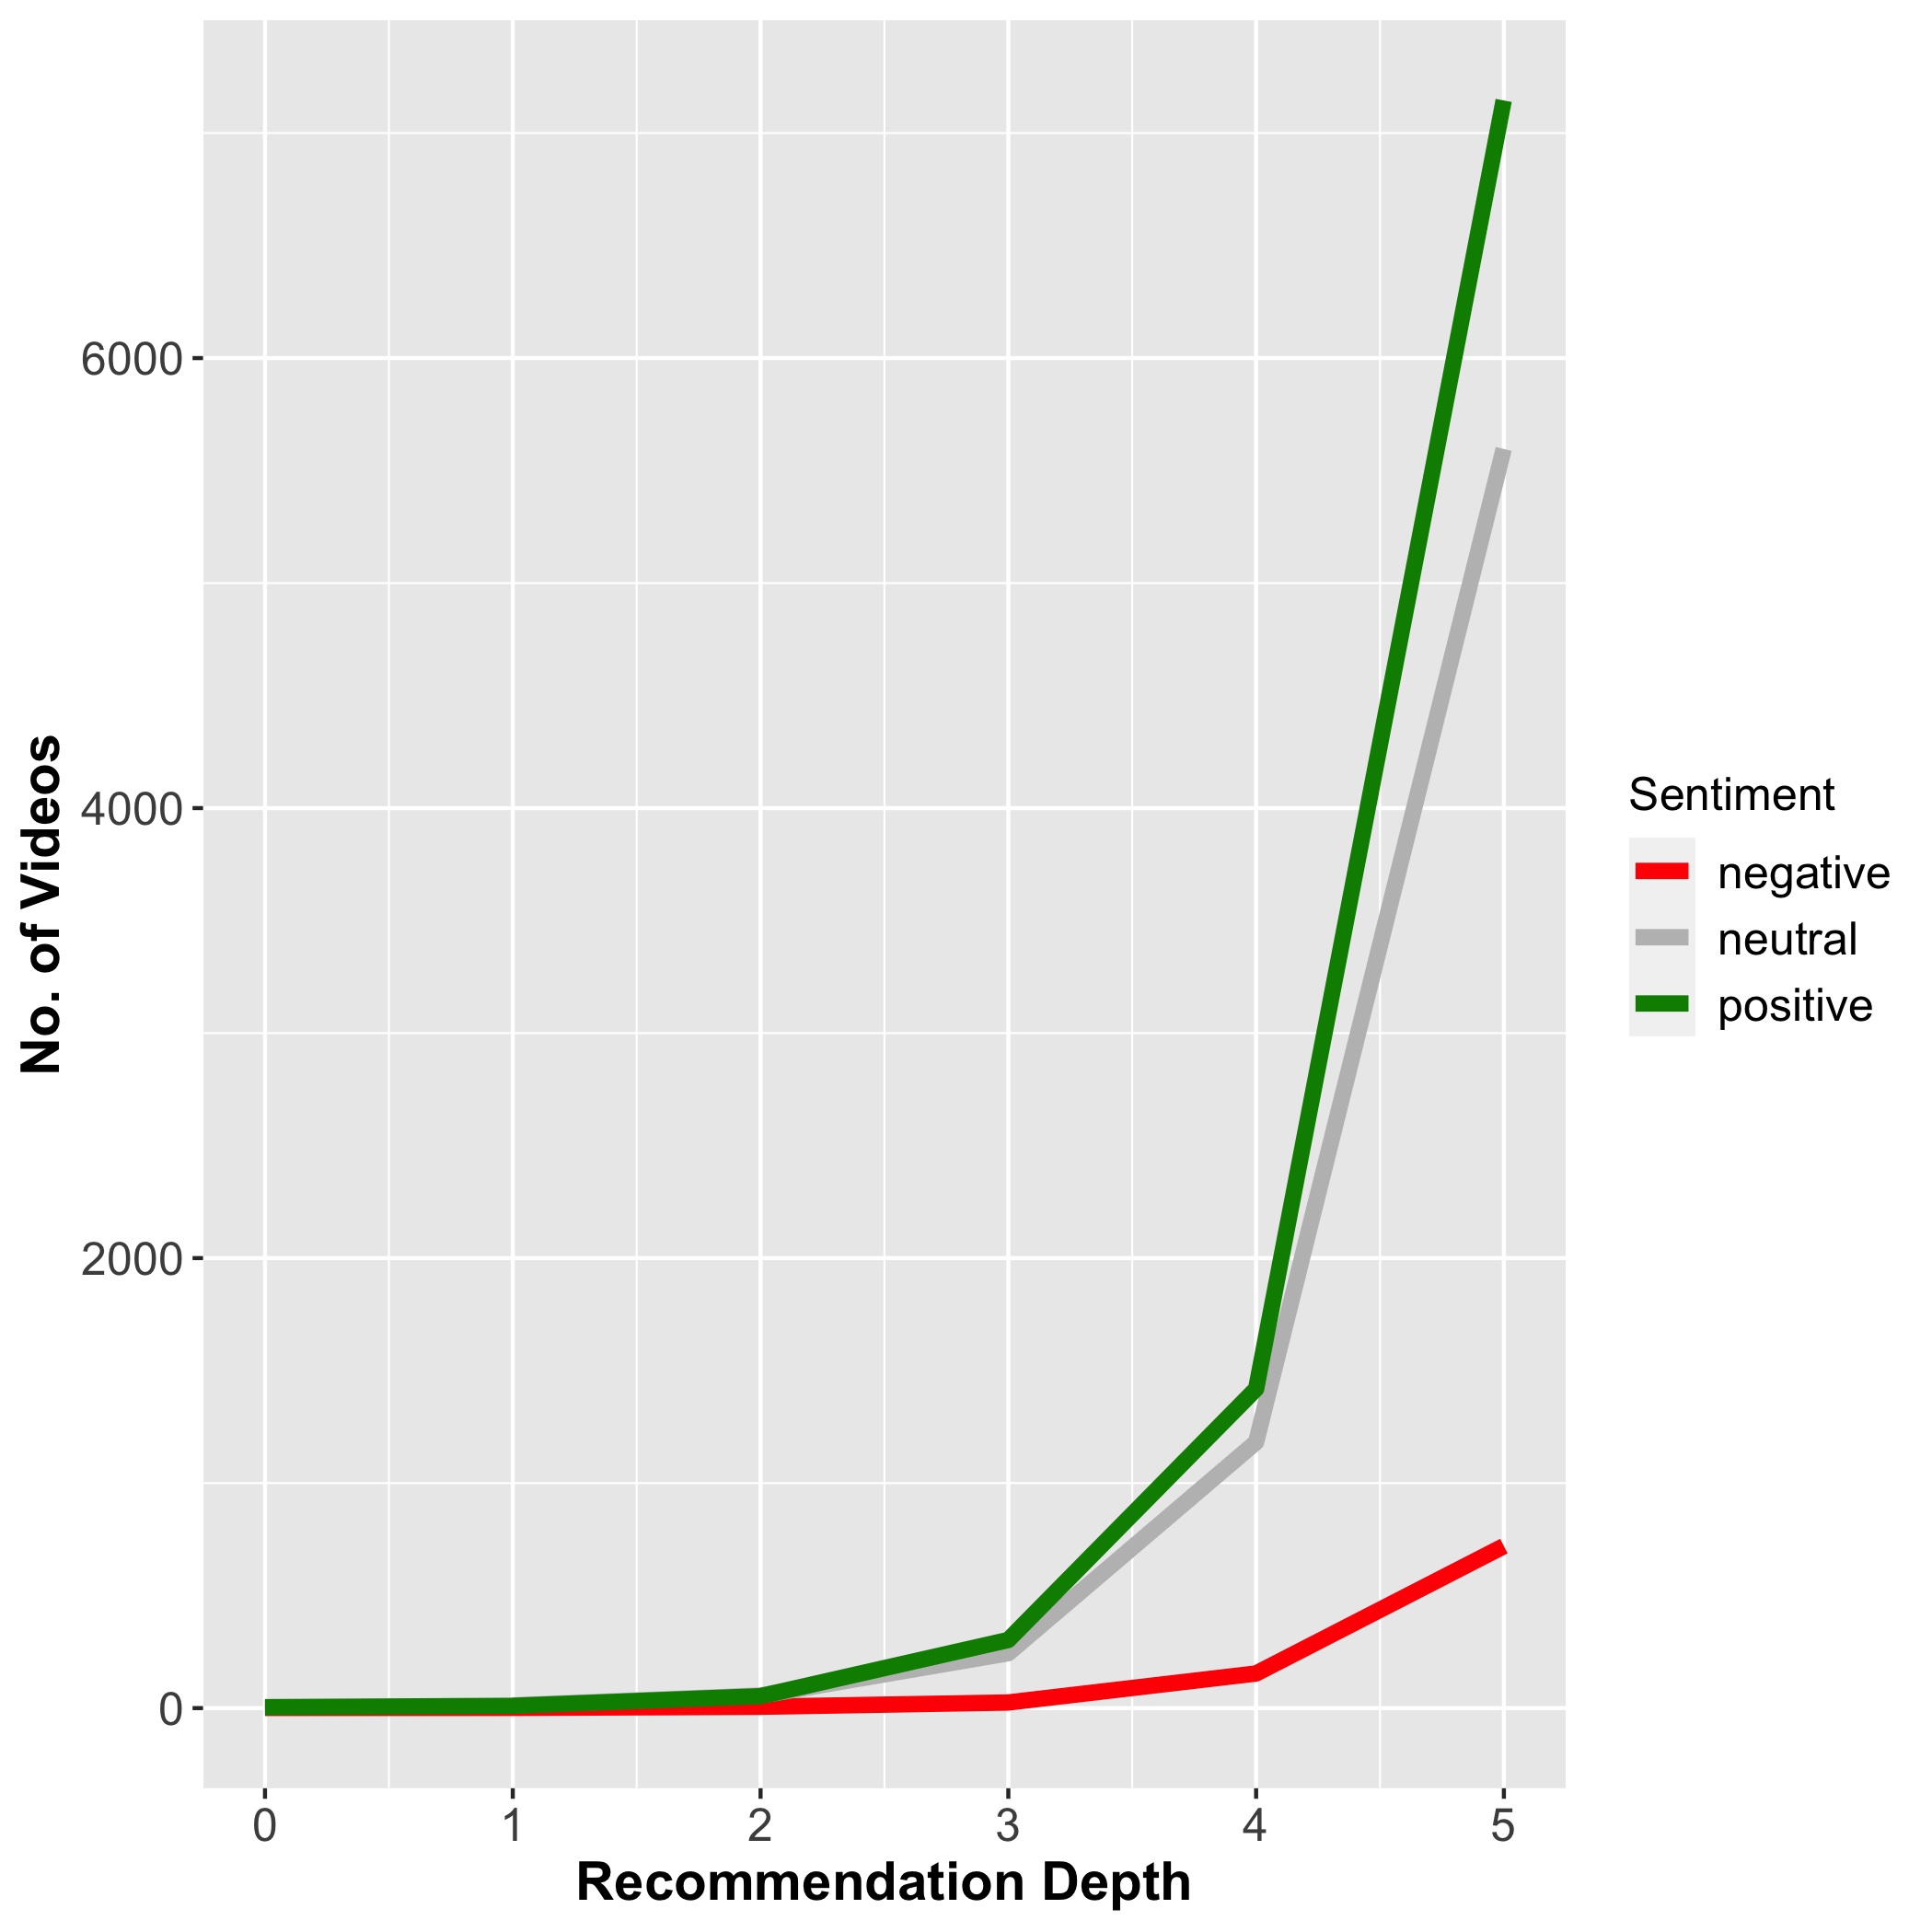 No. of Videos
6000
4000
2000
0
0 1 2 3 4 5
Recommendation Depth
Sentiment
negative
neutral
positive